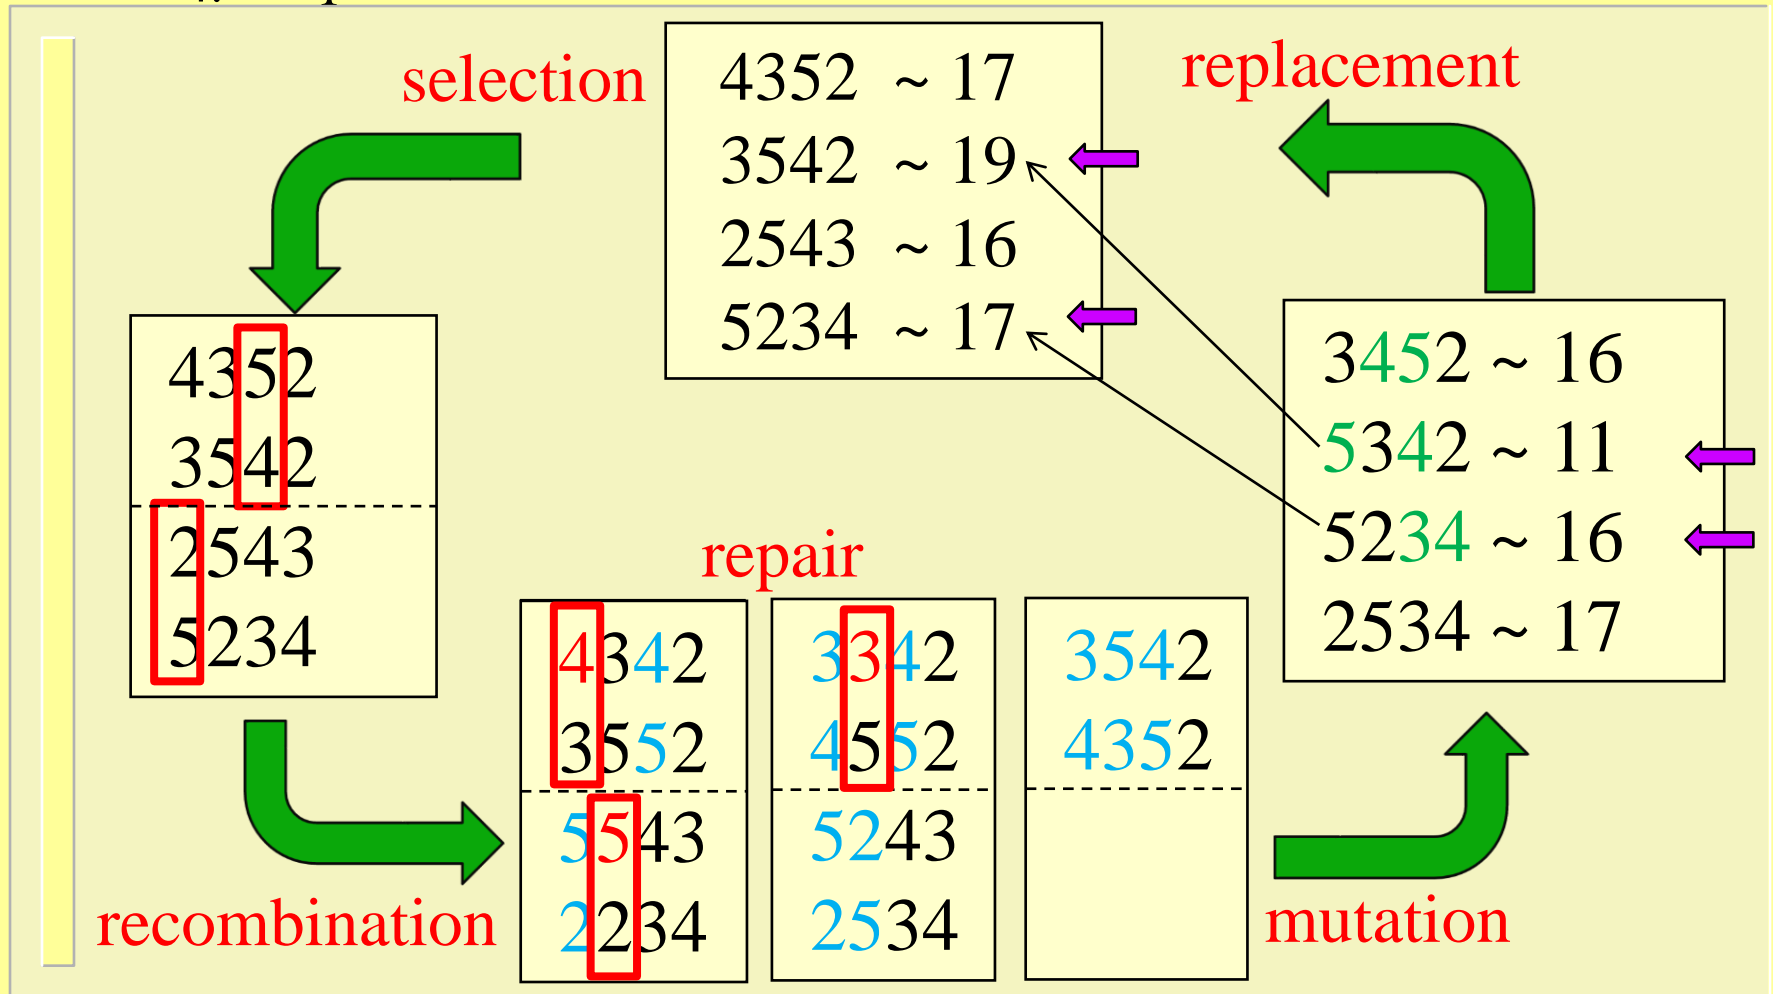 selection
4352 ~ 17
3542 ~ 19
2543 ~ 16
5234 ~ 17
replacement
4352
3542
2543
5234
recombination
repair
4342
3552
5543
2234
3342
4552
5243
2534
3542
4352
mutation
3452 ~ 16
5342 ~ 11
5234 ~ 16
2534 ~ 17